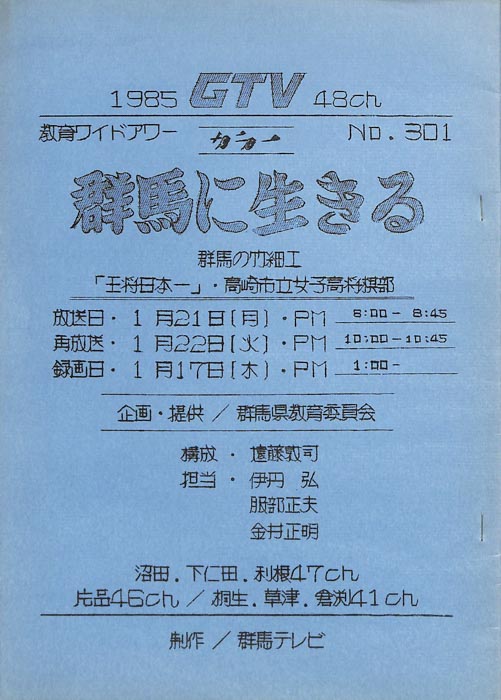 1985 GTV 48ch
教育ワイドアワー カラー No. 301
群馬に生きる
群馬の竹細工
「王将日本一」・高崎市立女子高将棋部
放送日・1月21日(月)・PM 8:00- 8:45
再放送・1月22日(火)・PM 10:00-10:45
録画日・1月17日(木)・PM 1:00-
企画・提供／群馬県教育委員会
構成・遠藤敦司
担当・伊丹 弘
服部正夫
金井正明
沼田.下仁田.利根47ch
片品46ch／桐生.草津.倉渕41ch
制作／群馬テレビ